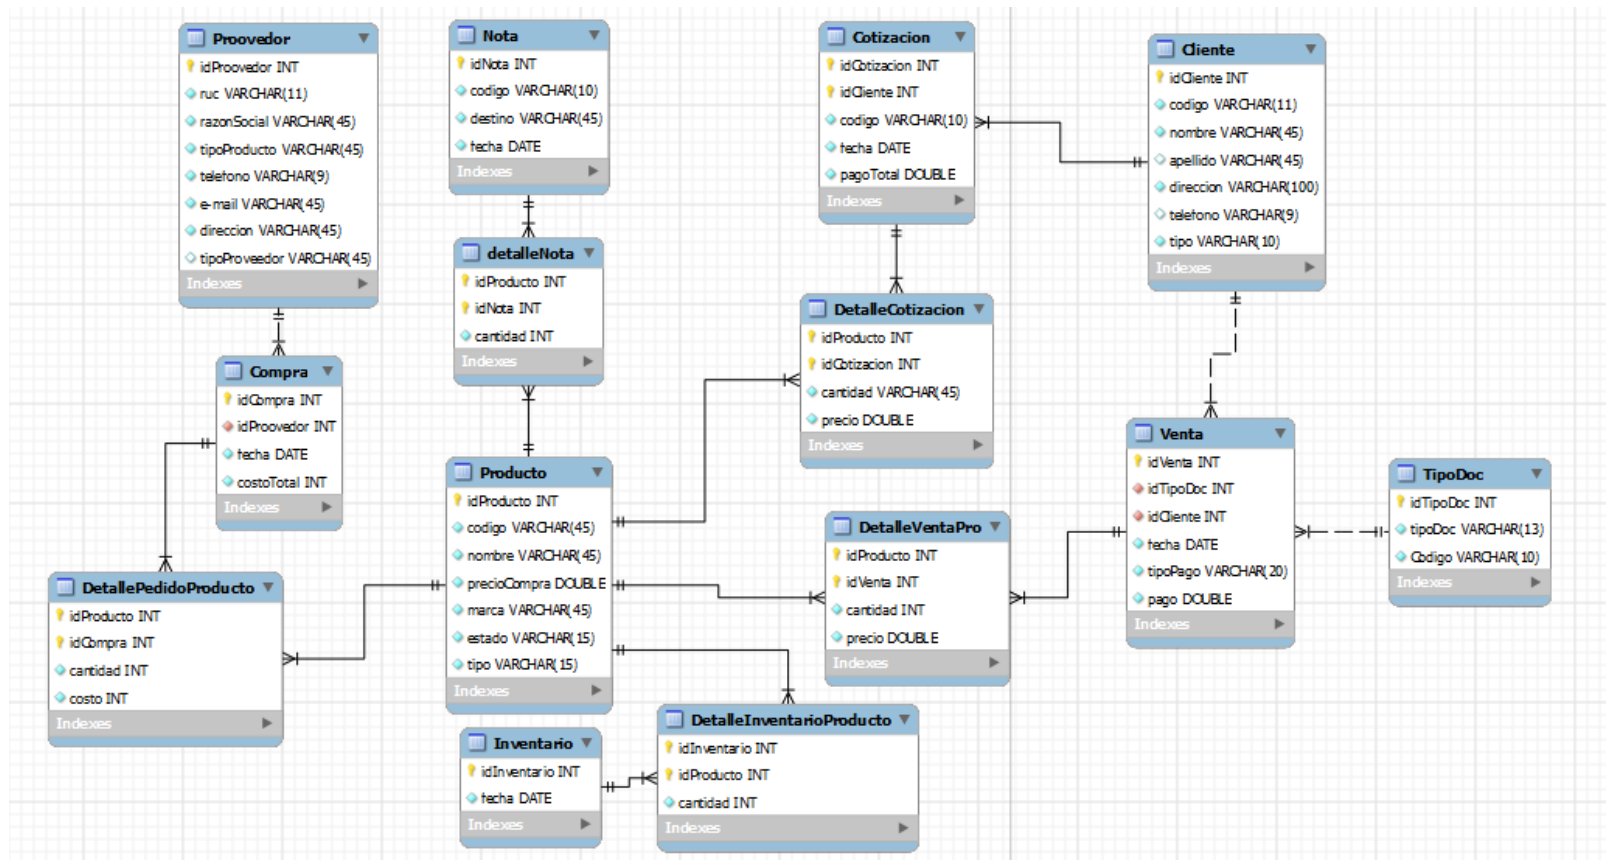 Proovedor
idProovedor INT
ruc VARCHAR(11)
razonSocial VARCHAR(45)
tipoProducto VARCHAR(45)
telefono VARCHAR(9)
e-mail VARCHAR(45)
direccion VARCHAR(45)
tipoProveedor VARCHAR(45)
Indexes
Nota
idNota INT
codigo VARCHAR(10)
destino VARCHAR(45)
fecha DATE
Indexes
Cotizacion
idCotizacion INT
idCliente INT
codigo VARCHAR(10)
fecha DATE
pagoTotal DOUBLE
Indexes
Cliente
idCliente INT
codigo VARCHAR(11)
nombre VARCHAR(45)
apellido VARCHAR(45)
direccion VARCHAR(100)
telefono VARCHAR(9)
tipo VARCHAR(10)
Indexes
detalleNota
idProducto INT
idNota INT
cantidad INT
Indexes
DetalleCotizacion
idProducto INT
idCotizacion INT
cantidad VARCHAR(45)
precio DOUBLE
Indexes
Compra
idCompra INT
idProovedor INT
fecha DATE
costoTotal INT
Indexes
Venta
idVenta INT
idTipoDoc INT
idCliente INT
fecha DATE
tipoPago VARCHAR(20)
pago DOUBLE
Indexes
TipoDoc
idTipoDoc INT
tipoDoc VARCHAR(13)
Codigo VARCHAR(10)
Indexes
Producto
idProducto INT
codigo VARCHAR(45)
nombre VARCHAR(45)
precioCompra DOUBLE
marca VARCHAR(45)
estado VARCHAR(15)
tipo VARCHAR(15)
Indexes
DetalleVentaPro
idProducto INT
idVenta INT
cantidad INT
precio DOUBLE
Indexes
DetallePedidoProducto
idProducto INT
idCompra INT
cantidad INT
costo INT
Indexes
Inventario
idInventario INT
fecha DATE
Indexes
DetalleInventarioProducto
idInventario INT
idProducto INT
cantidad INT
Indexes